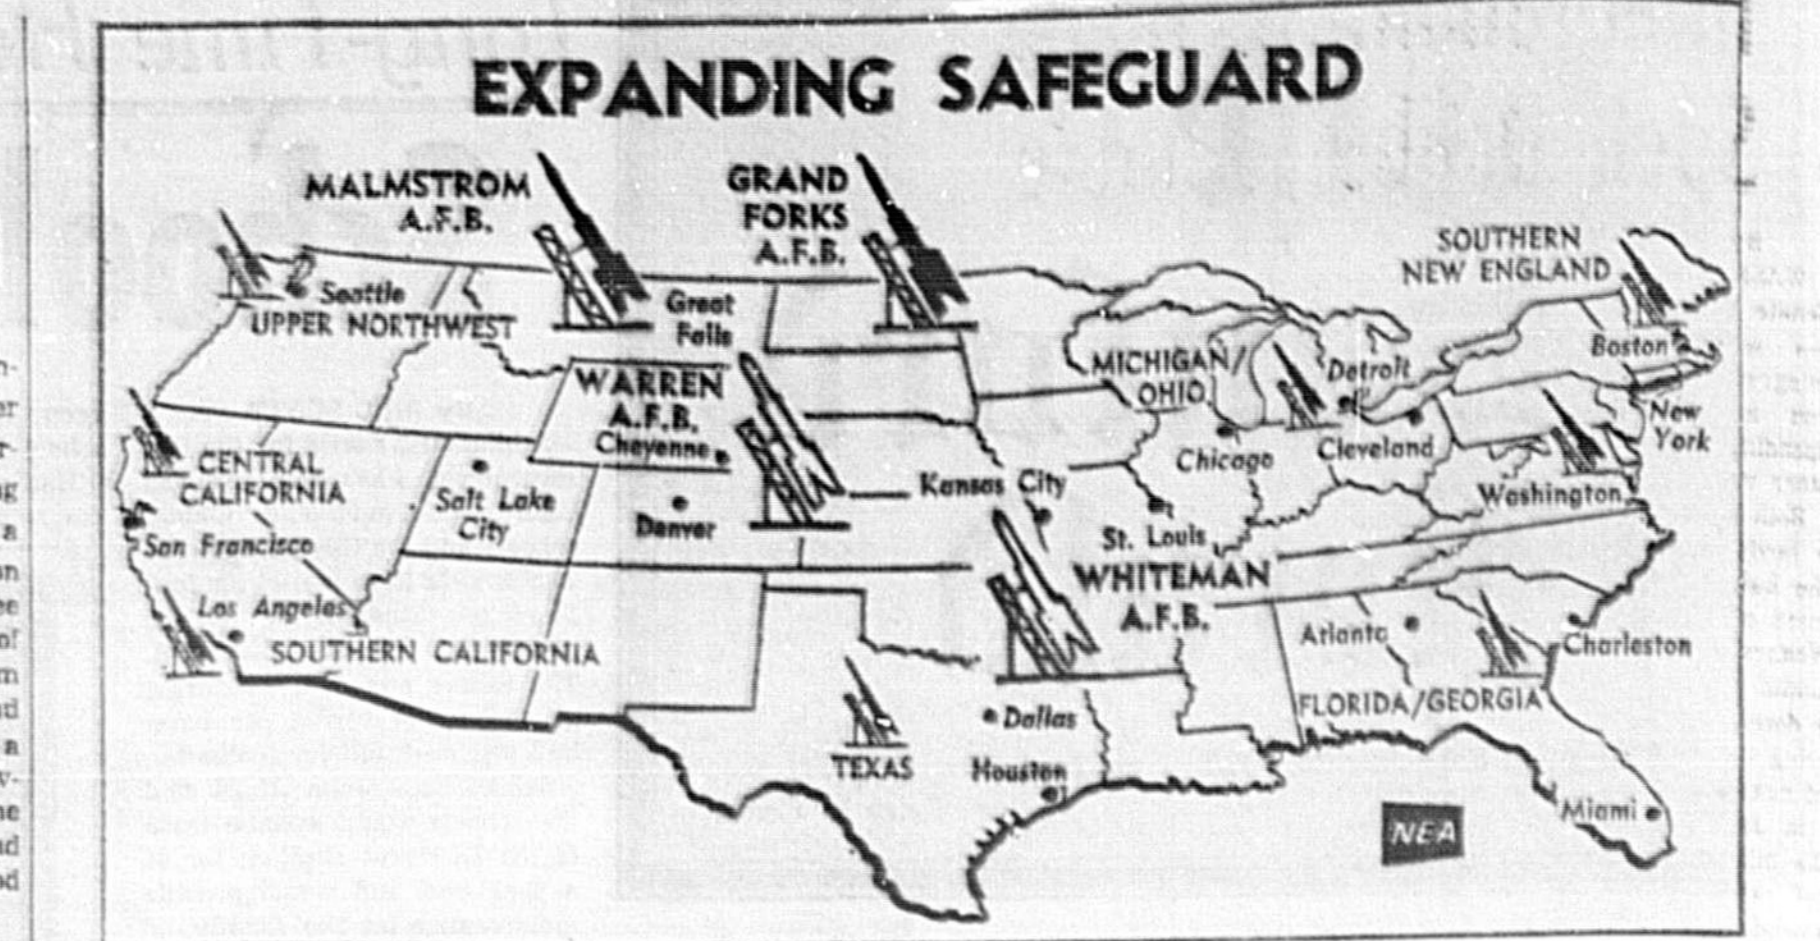 EXPANDING SAFEGUARD
MALMSTROM
A.F.B.
GRAND
FORKS
A.F.B.
SOUTHERN
NEW ENGLAND
Seattle
UPPER NORTHWEST
Great
Falls
Boston
MICHIGAN/
OHIO
Detroit
WARREN
A.F.B.
Cheyenne
New
York
Chicago
Cleveland
CENTRAL
CALIFORNIA
Salt Lake
City
Denver
Kansas City
Washington
San Francisco
St. Louis
WHITEMAN
A.F.B.
Los Angeles
SOUTHERN CALIFORNIA
Atlanta
Charleston
FLORIDA/GEORGIA
Dallas
TEXAS
Houston
Miami
NEA